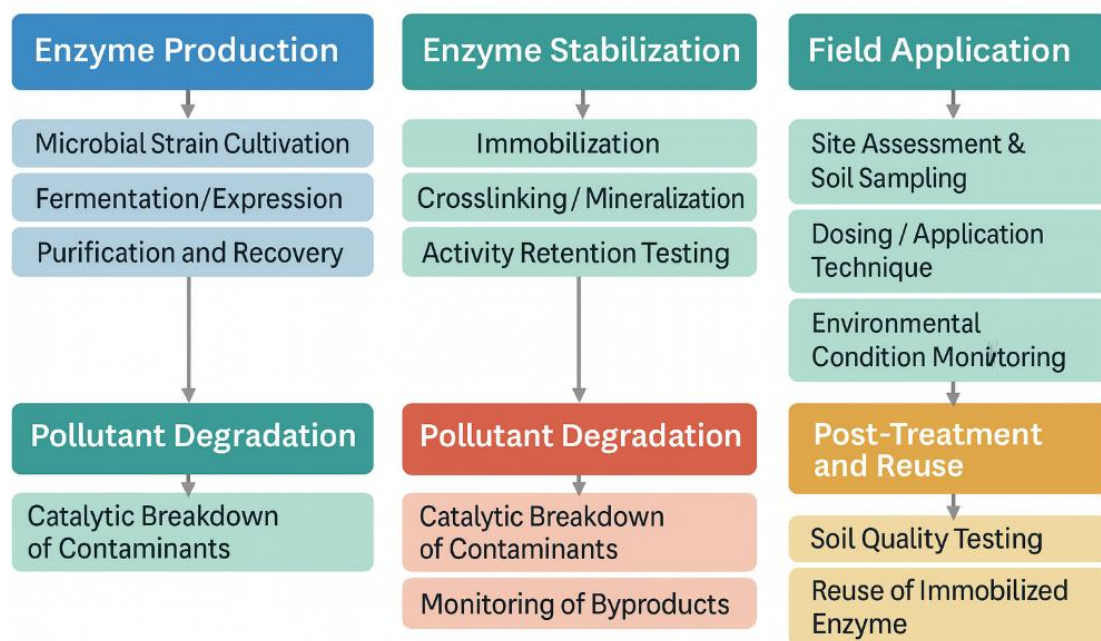 Enzyme Production
Microbial Strain Cultivation
Fermentation/Expression
Purification and Recovery
Pollutant Degradation
Catalytic Breakdown
of Contaminants
Enzyme Stabilization
Immobilization
Crosslinking / Mineralization
Activity Retention Testing
Pollutant Degradation
Catalytic Breakdown
of Contaminants
Monitoring of Byproducts
Field Application
Site Assessment &
Soil Sampling
Dosing / Application
Technique
Environmental
Condition Monitoring
Post-Treatment
and Reuse
Soil Quality Testing
Reuse of Immobilized
Enzyme